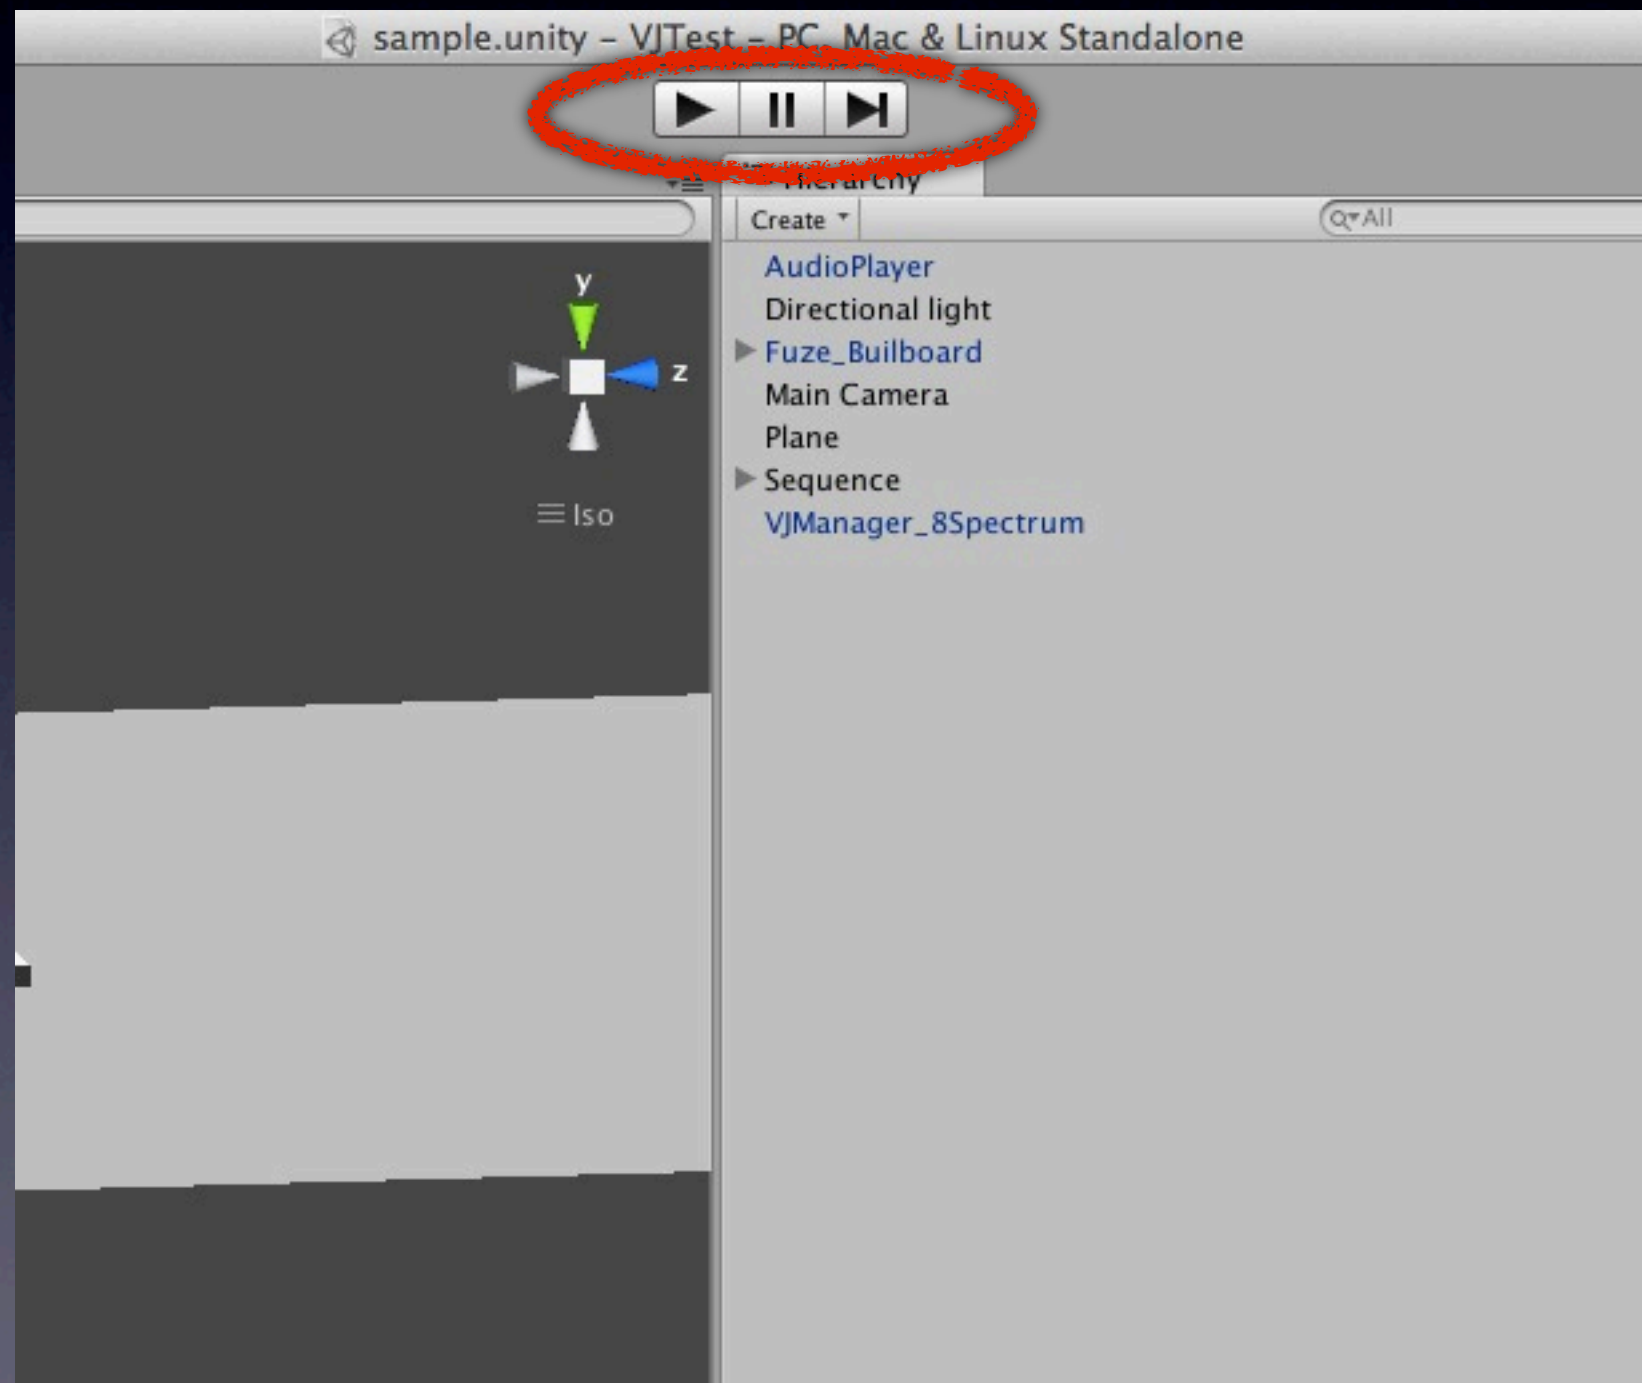 sample.unity – VJTest – PC, Mac & Linux Standalone
Hierarchy
Create
All
AudioPlayer
Directional light
Fuze_Builboard
Main Camera
Plane
Sequence
VJManager_8Spectrum
y
z
Iso